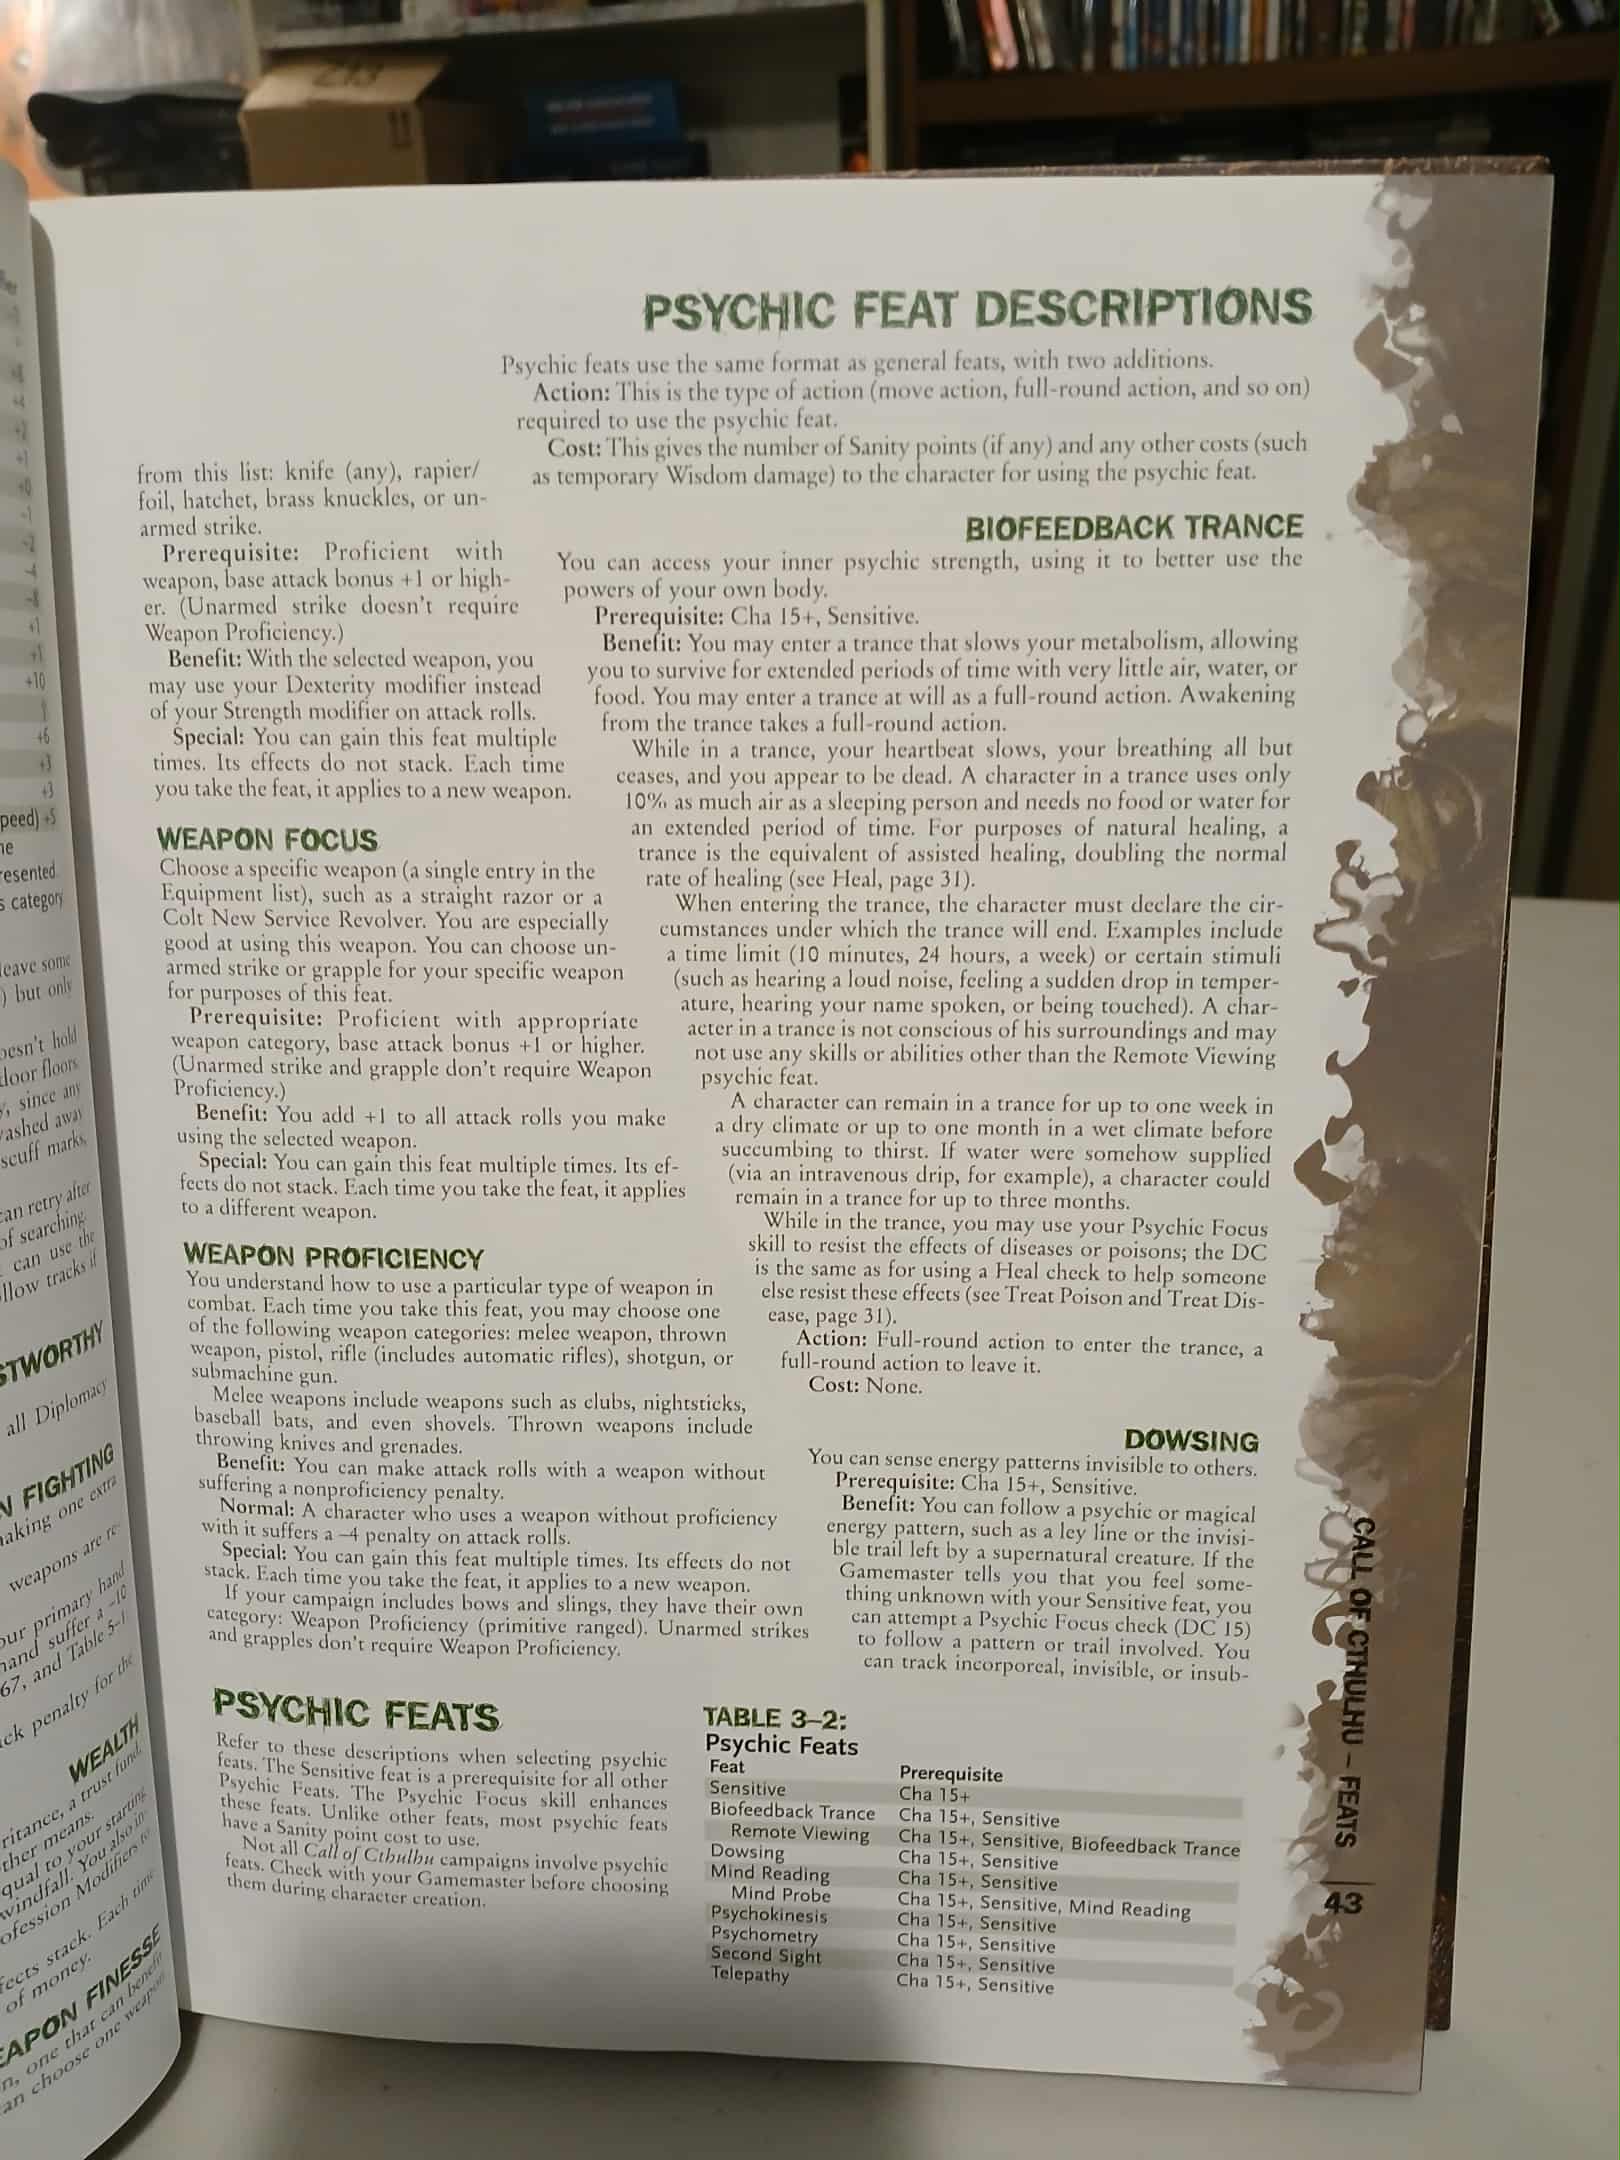 from this list: knife (any), rapier/
foil, hatchet, brass knuckles, or un-
armed strike.
Prerequisite: Proficient with
weapon, base attack bonus +1 or high-
er. (Unarmed strike doesn't require
Weapon Proficiency.)
Benefit: With the selected weapon, you
may use your Dexterity modifier instead
of your Strength modifier on attack rolls.
Special: You can gain this feat multiple
times. Its effects do not stack. Each time
you take the feat, it applies to a new weapon.
WEAPON FOCUS
Choose a specific weapon (a single entry in the
Equipment list), such as a straight razor or a
Colt New Service Revolver. You are especially
good at using this weapon. You can choose un-
armed strike or grapple for your specific weapon
for purposes of this feat.
Prerequisite: Proficient with appropriate
weapon category, base attack bonus +1 or higher.
(Unarmed strike and grapple don't require Weapon
Proficiency.)
Benefit: You add +1 to all attack rolls you make
using the selected weapon.
Special: You can gain this feat multiple times. Its ef-
fects do not stack. Each time you take the feat, it applies
to a different weapon.
WEAPON PROFICIENCY
You understand how to use a particular type of weapon in
combat. Each time you take this feat, you may choose one
of the following weapon categories: melee weapon, thrown
weapon, pistol, rifle (includes automatic rifles), shotgun, or
submachine gun.
Melee weapons include weapons such as clubs, nightsticks,
baseball bats, and even shovels. Thrown weapons include
throwing knives and grenades.
Benefit: You can make attack rolls with a weapon without
suffering a nonproficiency penalty.
Normal: A character who uses a weapon without proficiency
with it suffers a –4 penalty on attack rolls.
Special: You can gain this feat multiple times. Its effects do not
stack. Each time you take the feat, it applies to a new weapon.
If your campaign includes bows and slings, they have their own
category: Weapon Proficiency (primitive ranged). Unarmed strikes
and grapples don't require Weapon Proficiency.
PSYCHIC FEATS
Refer to these descriptions when selecting psychic
feats. The Sensitive feat is a prerequisite for all other
Psychic Feats. The Psychic Focus skill enhances
these feats. Unlike other feats, most psychic feats
have a Sanity point cost to use.
Not all Call of Cthulhu campaigns involve psychic
feats. Check with your Gamemaster before choosing
them during character creation.
PSYCHIC FEAT DESCRIPTIONS
Psychic feats use the same format as general feats, with two additions.
Action: This is the type of action (move action, full-round action, and so on)
required to use the psychic feat.
Cost: This gives the number of Sanity points (if any) and any other costs (such
as temporary Wisdom damage) to the character for using the psychic feat.
BIOFEEDBACK TRANCE
You can access your inner psychic strength, using it to better use the
powers of your own body.
Prerequisite: Cha 15+, Sensitive.
Benefit: You may enter a trance that slows your metabolism, allowing
you to survive for extended periods of time with very little air, water, or
food. You may enter a trance at will as a full-round action. Awakening
from the trance takes a full-round action.
While in a trance, your heartbeat slows, your breathing all but
ceases, and you appear to be dead. A character in a trance uses only
10% as much air as a sleeping person and needs no food or water for
an extended period of time. For purposes of natural healing, a
trance is the equivalent of assisted healing, doubling the normal
rate of healing (see Heal, page 31).
When entering the trance, the character must declare the cir-
cumstances under which the trance will end. Examples include
a time limit (10 minutes, 24 hours, a week) or certain stimuli
(such as hearing a loud noise, feeling a sudden drop in temper-
ature, hearing your name spoken, or being touched). A char-
acter in a trance is not conscious of his surroundings and may
not use any skills or abilities other than the Remote Viewing
psychic feat.
A character can remain in a trance for up to one week in
a dry climate or up to one month in a wet climate before
succumbing to thirst. If water were somehow supplied
(via an intravenous drip, for example), a character could
remain in a trance for up to three months.
While in the trance, you may use your Psychic Focus
skill to resist the effects of diseases or poisons; the DC
is the same as for using a Heal check to help someone
else resist these effects (see Treat Poison and Treat Dis-
ease, page 31).
Action: Full-round action to enter the trance, a
full-round action to leave it.
Cost: None.
DOWSING
You can sense energy patterns invisible to others.
Prerequisite: Cha 15+, Sensitive.
Benefit: You can follow a psychic or magical
energy pattern, such as a ley line or the invisi-
ble trail left by a supernatural creature. If the
Gamemaster tells you that you feel some-
thing unknown with your Sensitive feat, you
can attempt a Psychic Focus check (DC 15)
to follow a pattern or trail involved. You
can track incorporeal, invisible, or insub-
TABLE 3–2:
Psychic Feats
Feat Prerequisite
Sensitive Cha 15+
Biofeedback Trance Cha 15+, Sensitive
Remote Viewing Cha 15+, Sensitive, Biofeedback Trance
Dowsing Cha 15+, Sensitive
Mind Reading Cha 15+, Sensitive
Mind Probe Cha 15+, Sensitive, Mind Reading
Psychokinesis Cha 15+, Sensitive
Psychometry Cha 15+, Sensitive
Second Sight Cha 15+, Sensitive
Telepathy Cha 15+, Sensitive
CALL OF CTHULHU – FEATS
43